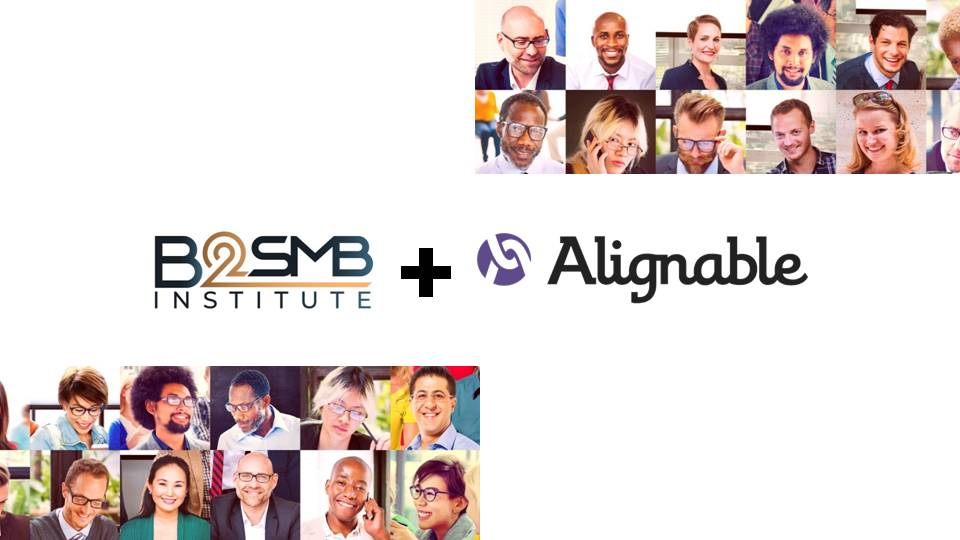 B2SMB
INSTITUTE
+
Alignable